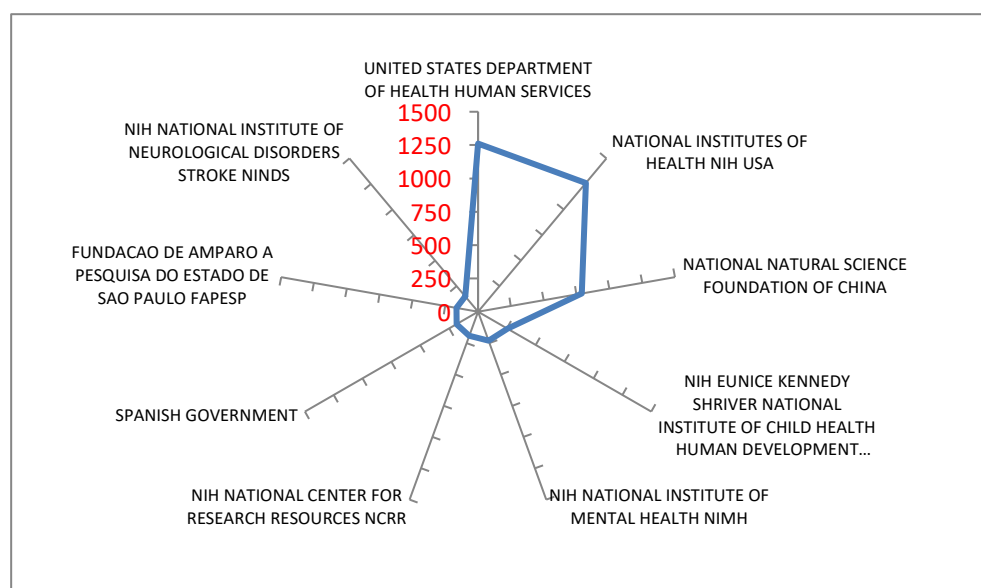 UNITED STATES DEPARTMENT
OF HEALTH HUMAN SERVICES
1500
1250
1000
750
500
250
0
NATIONAL INSTITUTES OF
HEALTH NIH USA
NATIONAL NATURAL SCIENCE
FOUNDATION OF CHINA
NIH EUNICE KENNEDY
SHRIVER NATIONAL
INSTITUTE OF CHILD HEALTH
HUMAN DEVELOPMENT…
NIH NATIONAL INSTITUTE OF
MENTAL HEALTH NIMH
NIH NATIONAL CENTER FOR
RESEARCH RESOURCES NCRR
SPANISH GOVERNMENT
FUNDACAO DE AMPARO A
PESQUISA DO ESTADO DE
SAO PAULO FAPESP
NIH NATIONAL INSTITUTE OF
NEUROLOGICAL DISORDERS
STROKE NINDS